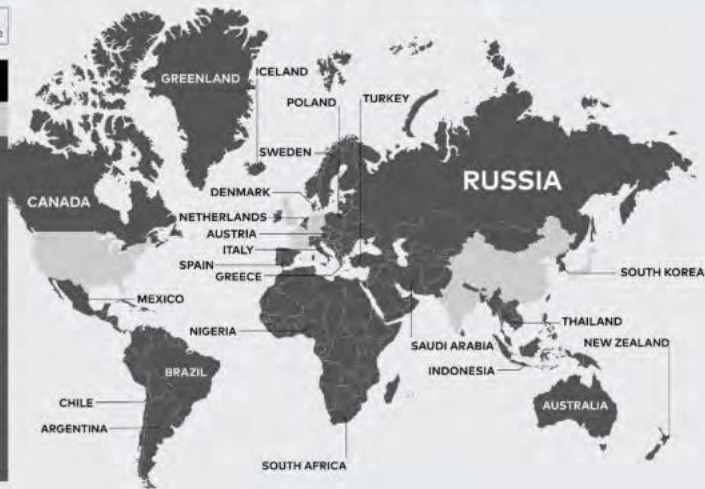 GREENLAND
ICELAND
POLAND
TURKEY
SWEDEN
RUSSIA
DENMARK
CANADA
NETHERLANDS
AUSTRIA
ITALY
SPAIN
GREECE
SOUTH KOREA
MEXICO
NIGERIA
THAILAND
SAUDI ARABIA
NEW ZEALAND
INDONESIA
BRAZIL
CHILE
AUSTRALIA
ARGENTINA
SOUTH AFRICA